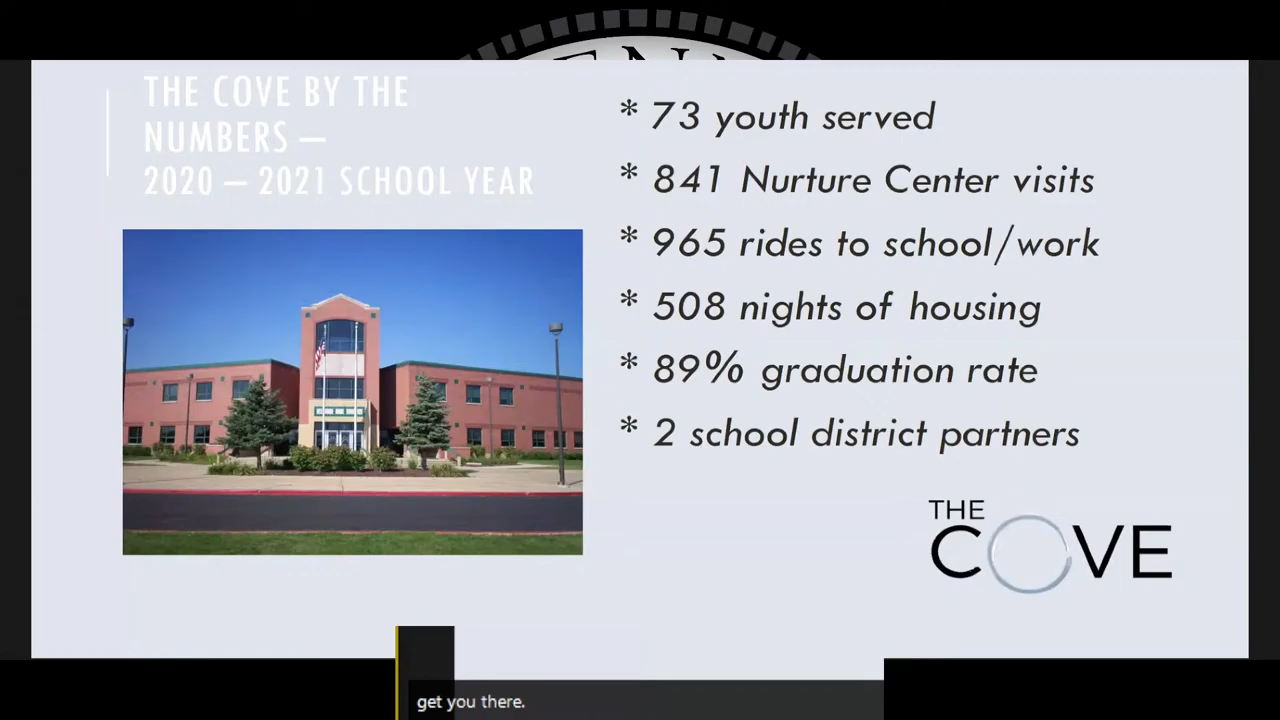 THE COVE BY THE
NUMBERS –
2020 – 2021 SCHOOL YEAR
* 73 youth served
* 841 Nurture Center visits
* 965 rides to school/work
* 508 nights of housing
* 89% graduation rate
* 2 school district partners
THE
COVE
get you there.